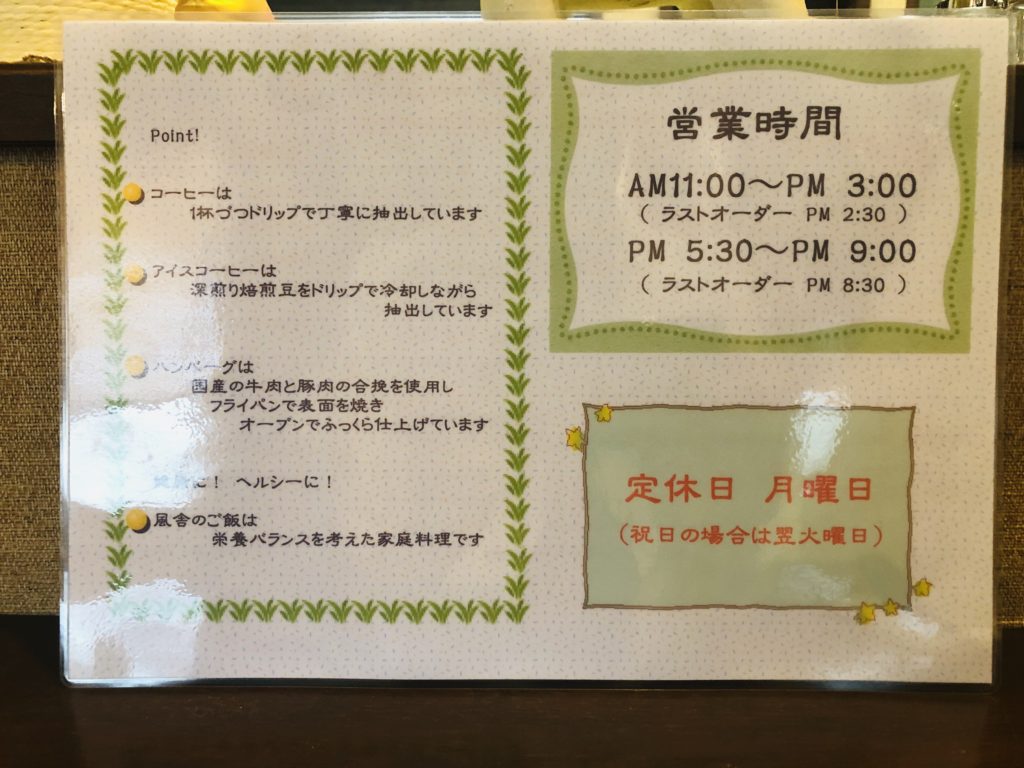 Point!
コーヒーは
1杯づつドリップで丁寧に抽出しています
アイスコーヒーは
深煎り焙煎豆をドリップで冷却しながら
抽出しています
ハンバーグは
国産の牛肉と豚肉の合挽を使用し
フライパンで表面を焼き
オーブンでふっくら仕上げています
に！ ヘルシーに！
風舎のご飯は
栄養バランスを考えた家庭料理です
営業時間
AM11:00～PM 3:00
（ ラストオーダー PM 2:30 ）
PM 5:30～PM 9:00
（ ラストオーダー PM 8:30 ）
定休日 月曜日
（祝日の場合は翌火曜日）